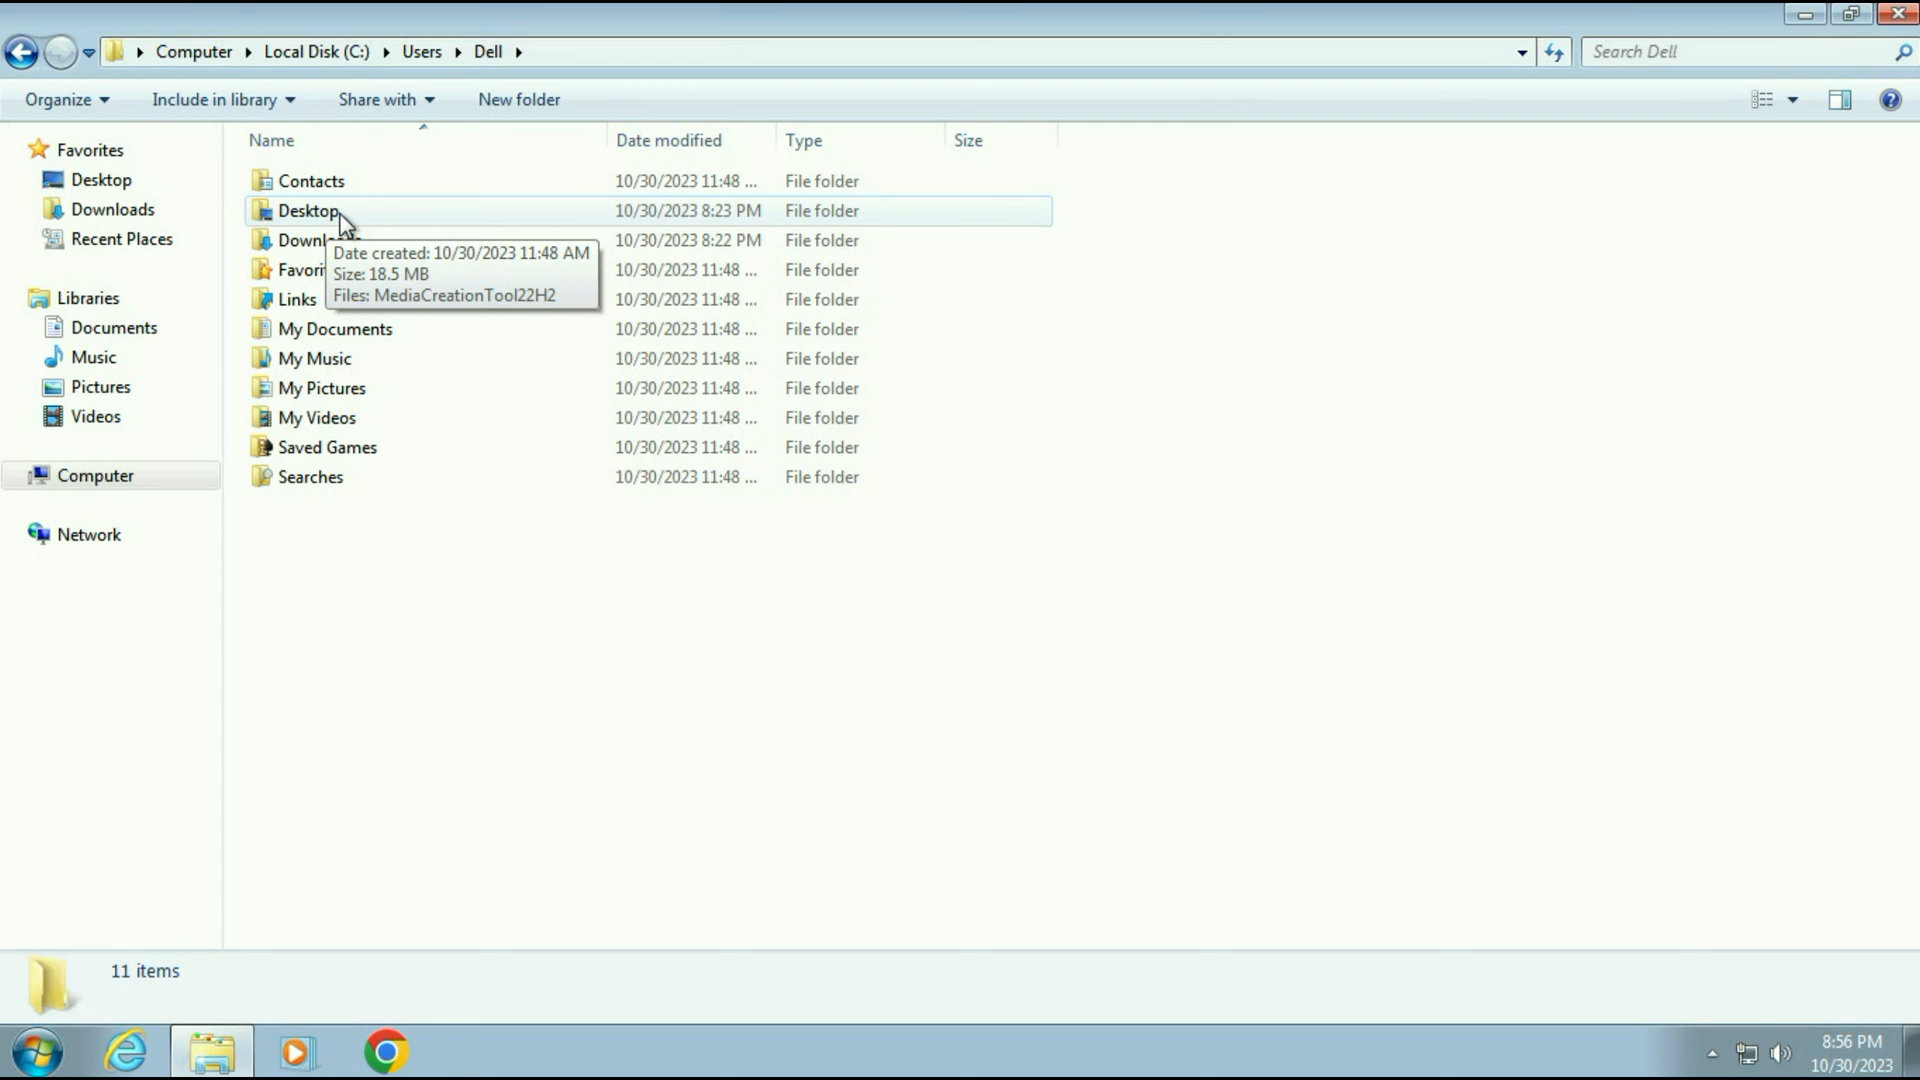 Computer Local Disk (C:) Users Dell
Search Dell
Organize Include in library Share with New folder
Name Date modified Type Size
Favorites
Desktop
Downloads
Recent Places
Libraries
Documents
Music
Pictures
Videos
Computer
Network
Contacts 10/30/2023 11:48 ... File folder
Desktop 10/30/2023 8:23 PM File folder
10/30/2023 8:22 PM File folder
10/30/2023 11:48 ... File folder
Links 10/30/2023 11:48 ... File folder
My Documents 10/30/2023 11:48 ... File folder
My Music 10/30/2023 11:48 ... File folder
My Pictures 10/30/2023 11:48 ... File folder
My Videos 10/30/2023 11:48 ... File folder
Saved Games 10/30/2023 11:48 ... File folder
Searches 10/30/2023 11:48 ... File folder
Date created: 10/30/2023 11:48 AM
Size: 18.5 MB
Files: MediaCreationTool22H2
11 items
8:56 PM
10/30/2023